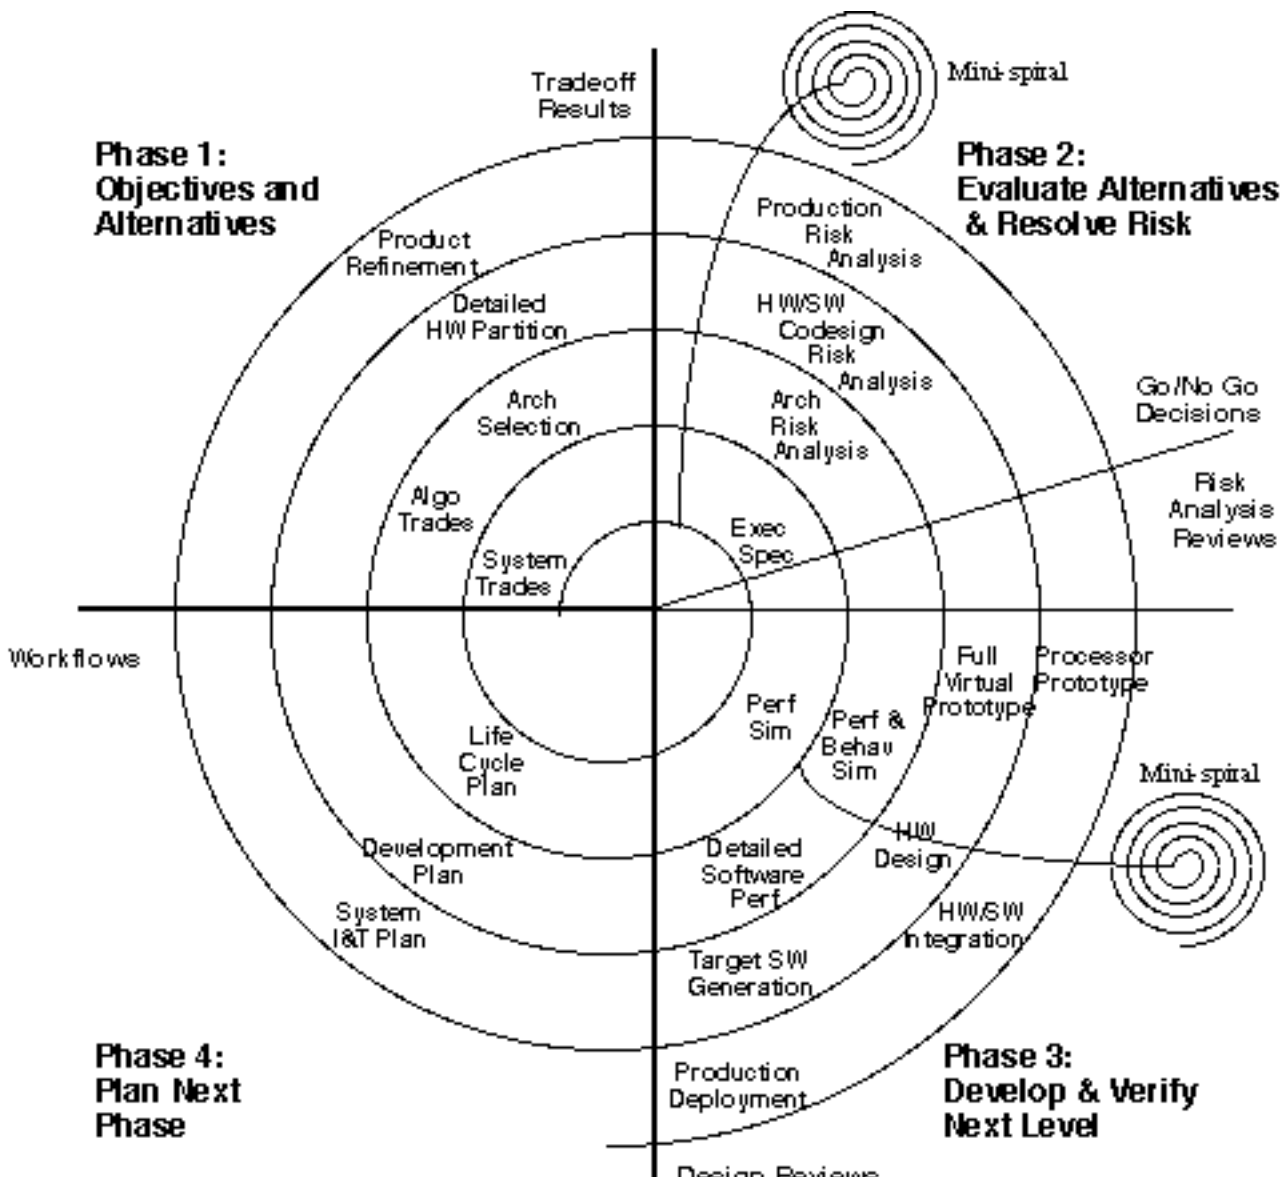 Tradeoff
Results
Mini-spiral
Phase 1:
Objectives and
Alternatives
Phase 2:
Evaluate Alternatives
& Resolve Risk
Product
Refinement
Detailed
HW Partition
Arch
Selection
Algo
Trades
System
Trades
Production
Risk
Analysis
HW/SW
Codesign
Risk
Analysis
Arch
Risk
Analysis
Exec
Spec
Go/No Go
Decisions
Risk
Analysis
Reviews
Workflows
Life
Cycle
Plan
Development
Plan
System
I&T Plan
Perf
Sim
Perf &
Behav
Sim
Full
Virtual
Prototype
Processor
Prototype
Mini-spiral
Detailed
Software
Perf
HW
Design
HW/SW
Integration
Target SW
Generation
Production
Deployment
Phase 4:
Plan Next
Phase
Phase 3:
Develop & Verify
Next Level
Design Reviews